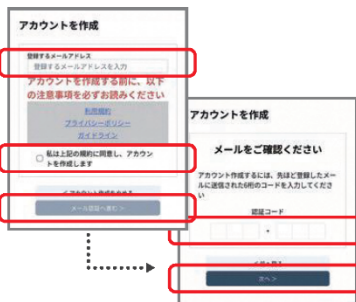 アカウントを作成
登録するメールアドレス
登録するメールアドレスを入力
アカウントを作成する前に、以下
の注意事項を必ずお読みください
利用規約
プライバシーポリシー
ガイドライン
私は上記の規約に同意し、アカウン
トを作成します
メール認証へ進む >
アカウントを作成
メールをご確認ください
アカウント作成するには、先ほど登録したメー
ルに送信された6桁のコードを入力してくださ
い
認証コード
-
次へ >